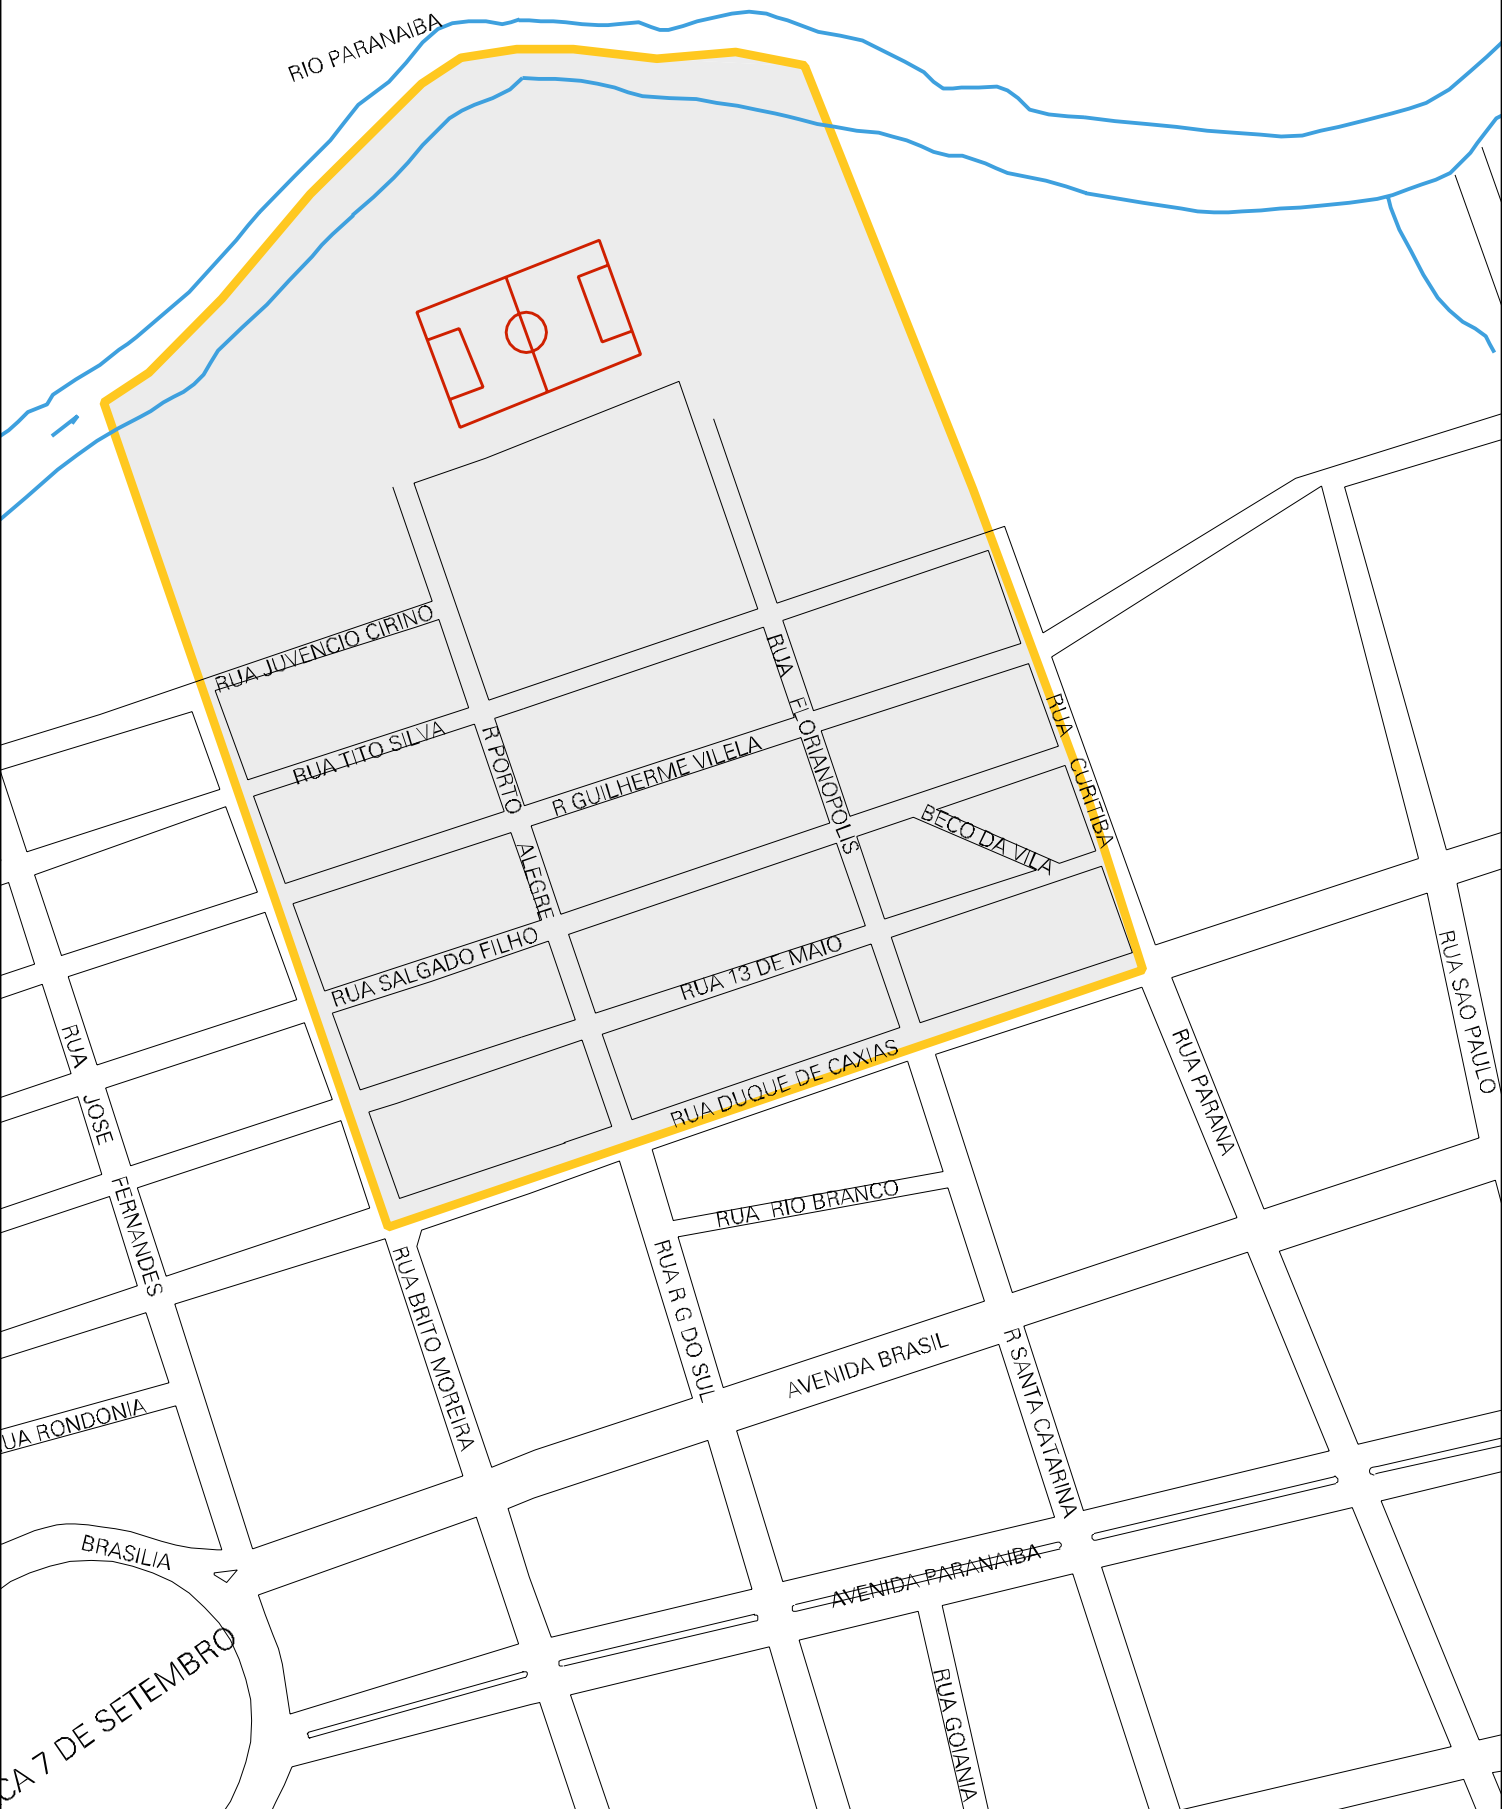 RIO PARANAIBA
RUA JUVENCIO CIRINO
RUA FLORIANOPOLIS
RUA TITO SILVA
R PORTO ALEGRE
R GUILHERME VILELA
RUA CURITIBA
BECO DA VILA
RUA SALGADO FILHO
RUA 13 DE MAIO
RUA SAO PAULO
RUA JOSE FERNANDES
RUA DUQUE DE CAXIAS
RUA PARANA
RUA RIO BRANCO
RUA BRITO MOREIRA
RUA R G DO SUL
AVENIDA BRASIL
R SANTA CATARINA
UA RONDONIA
BRASILIA
AVENIDA PARANAIBA
CA 7 DE SETEMBRO
RUA GOIANIA